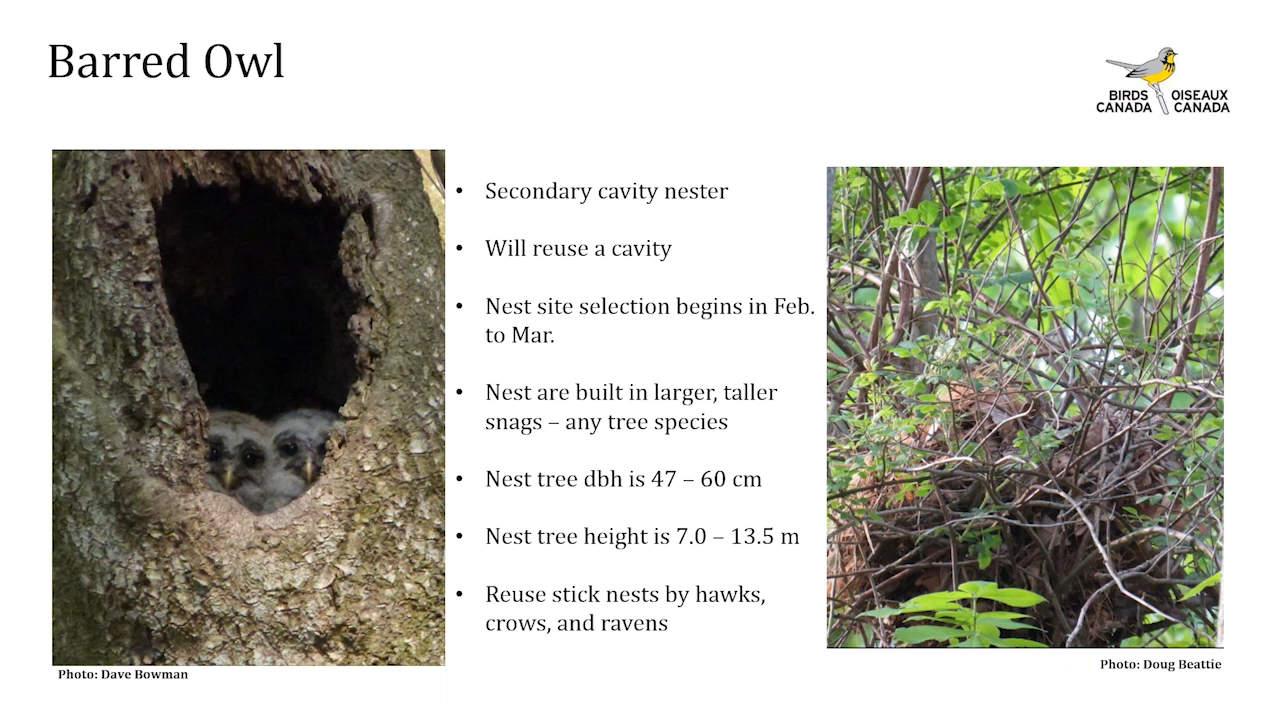 Barred Owl
BIRDS OISEAUX
CANADA CANADA
• Secondary cavity nester
• Will reuse a cavity
• Nest site selection begins in Feb.
to Mar.
• Nest are built in larger, taller
snags – any tree species
• Nest tree dbh is 47 – 60 cm
• Nest tree height is 7.0 – 13.5 m
• Reuse stick nests by hawks,
crows, and ravens
Photo: Dave Bowman
Photo: Doug Beattie